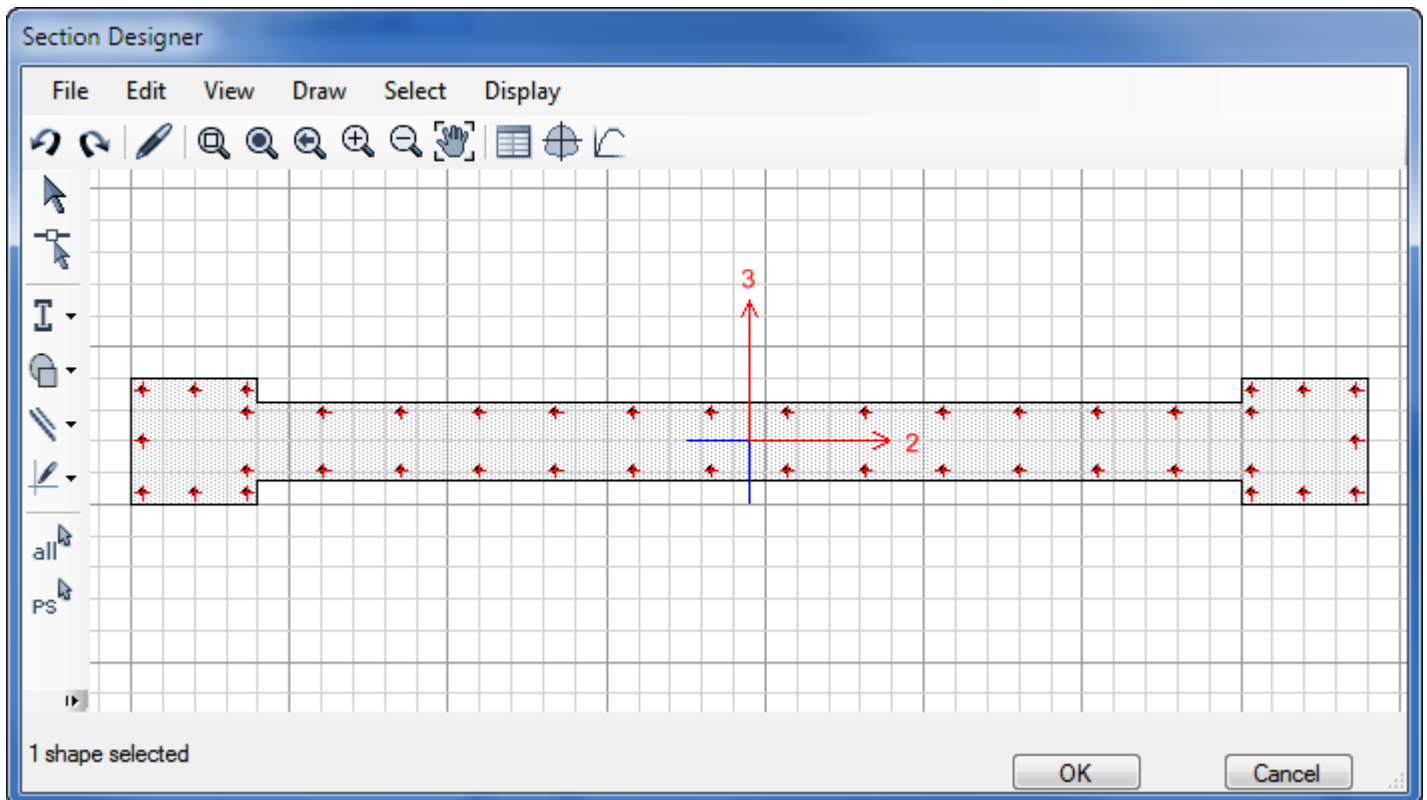 Section Designer
File Edit View Draw Select Display
3
2
all
PS
1 shape selected
OK Cancel